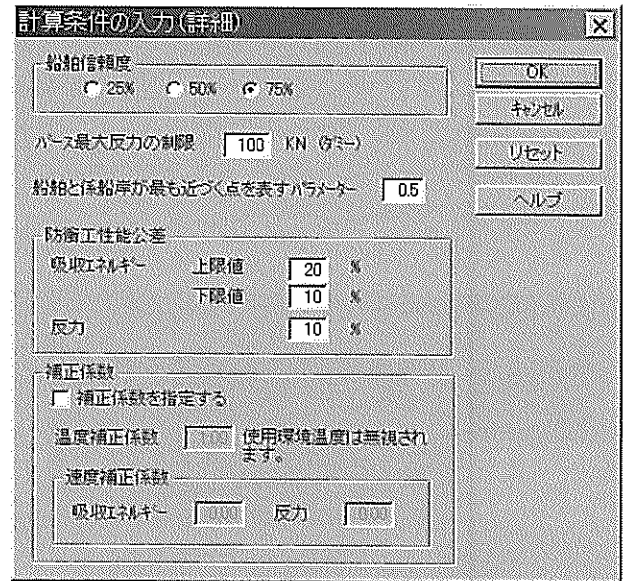 計算条件の入力(詳細)
船舶信頼度
25% 50% 75%
OK
キャンセル
リセット
ヘルプ
バース最大反力の制限 100 KN (ダミー)
船舶と係船岸が最も近づく点を表すパラメーター 0.5
防衝工性能公差
吸収エネルギー 上限値 20 %
下限値 10 %
反力 10 %
補正係数
補正係数を指定する
温度補正係数 使用環境温度は無視され
ます。
速度補正係数
吸収エネルギー 反力